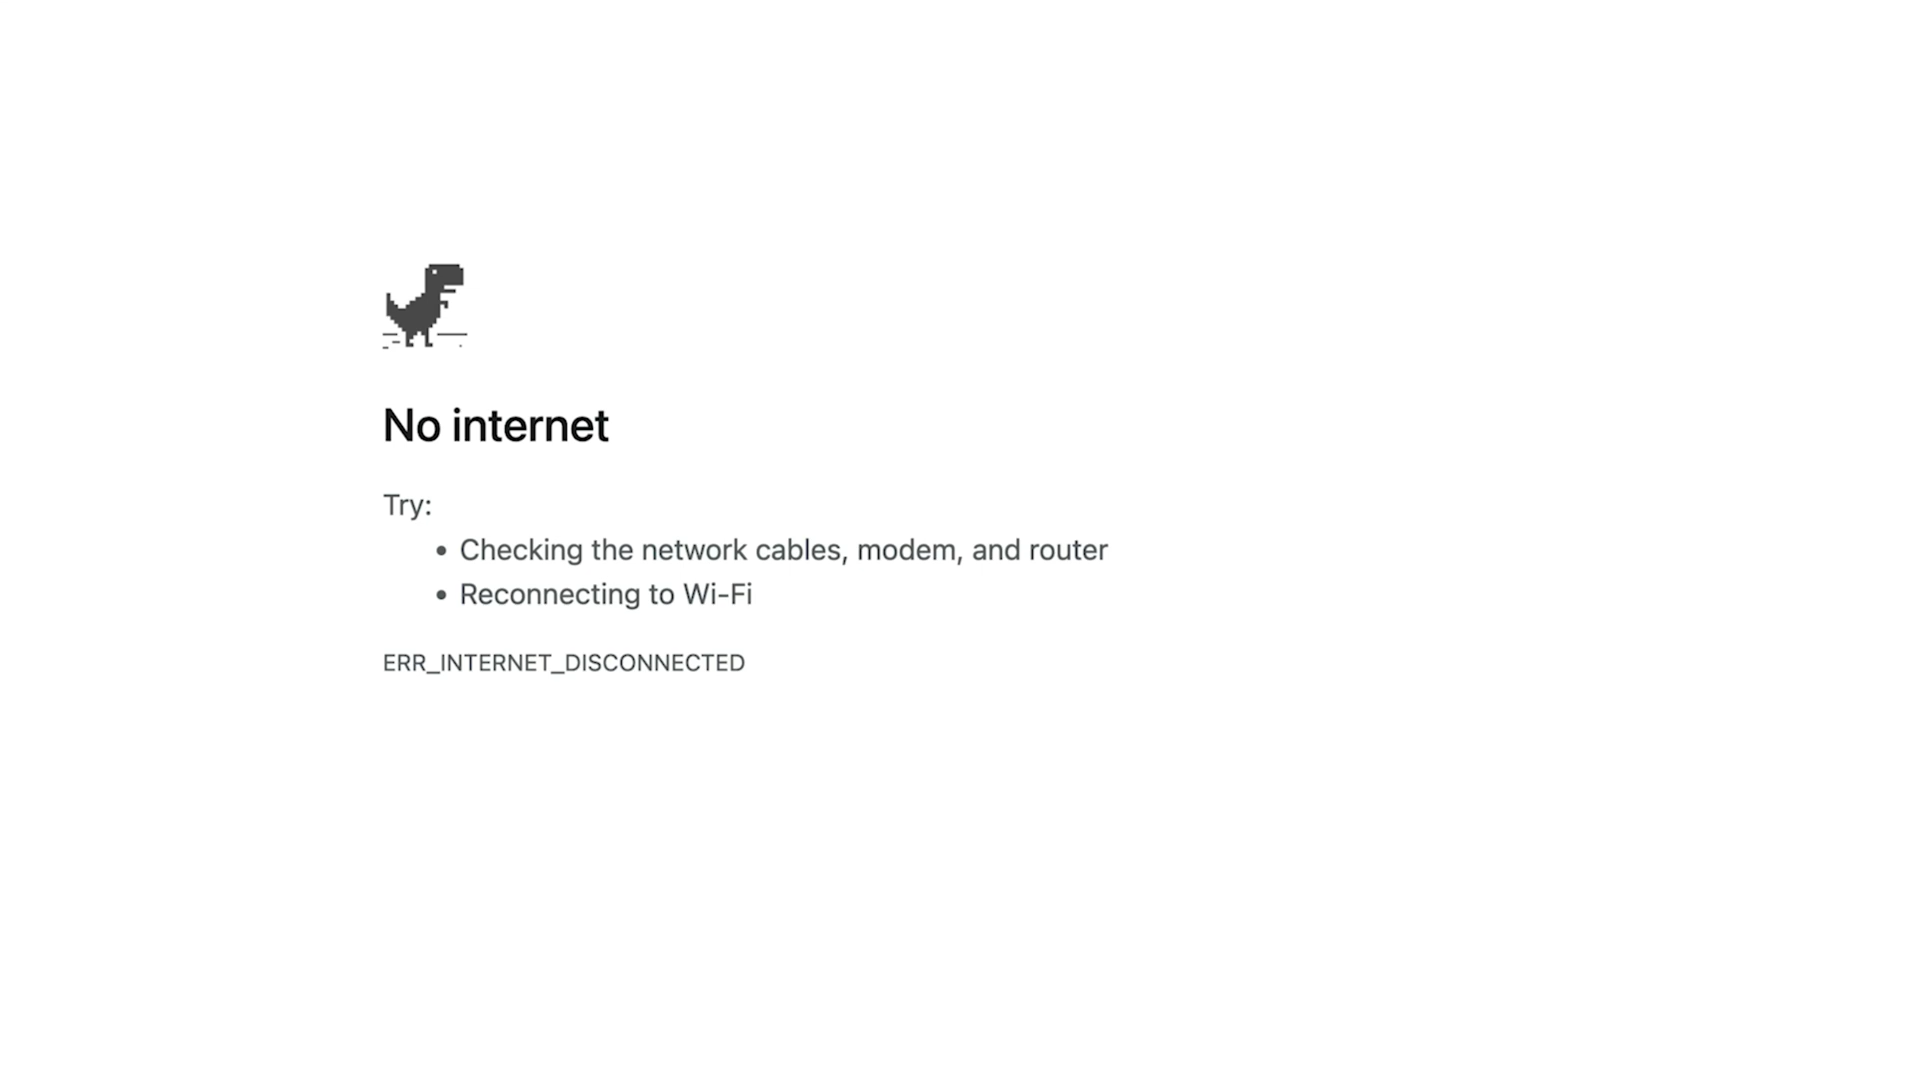 No internet
Try:
• Checking the network cables, modem, and router
• Reconnecting to Wi-Fi
ERR_INTERNET_DISCONNECTED